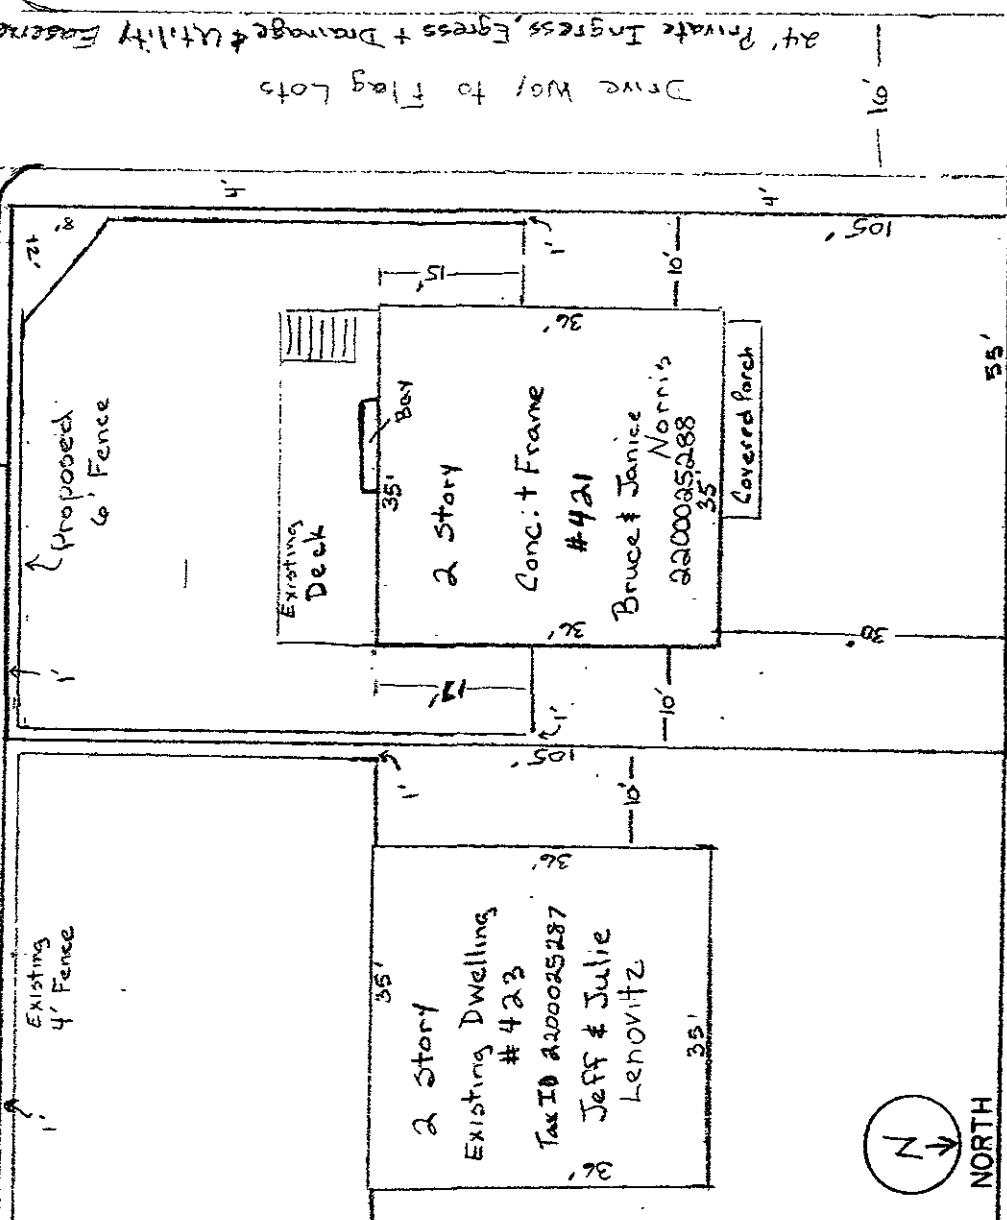 24' Private Ingress, Egress + Drainage & Utility Easeme
Drive Way to Flag Lots
16'
4'
4'
12'
8'
1'
105'
15'
10'
Proposed
6' Fence
Existing
Deck
Bay
35'
36'
2 Story
Conc. + Frame
#421
Bruce & Janice
Norris
2200025288
35'
36'
Covered Porch
55'
30'
1'
1'
10'
105'
1'
10'
Existing
4' Fence
1'
35'
36'
2 Story
Existing Dwelling
#423
Tax ID 2200025287
Jeff & Julie
Lenovitz
35'
36'
N
NORTH